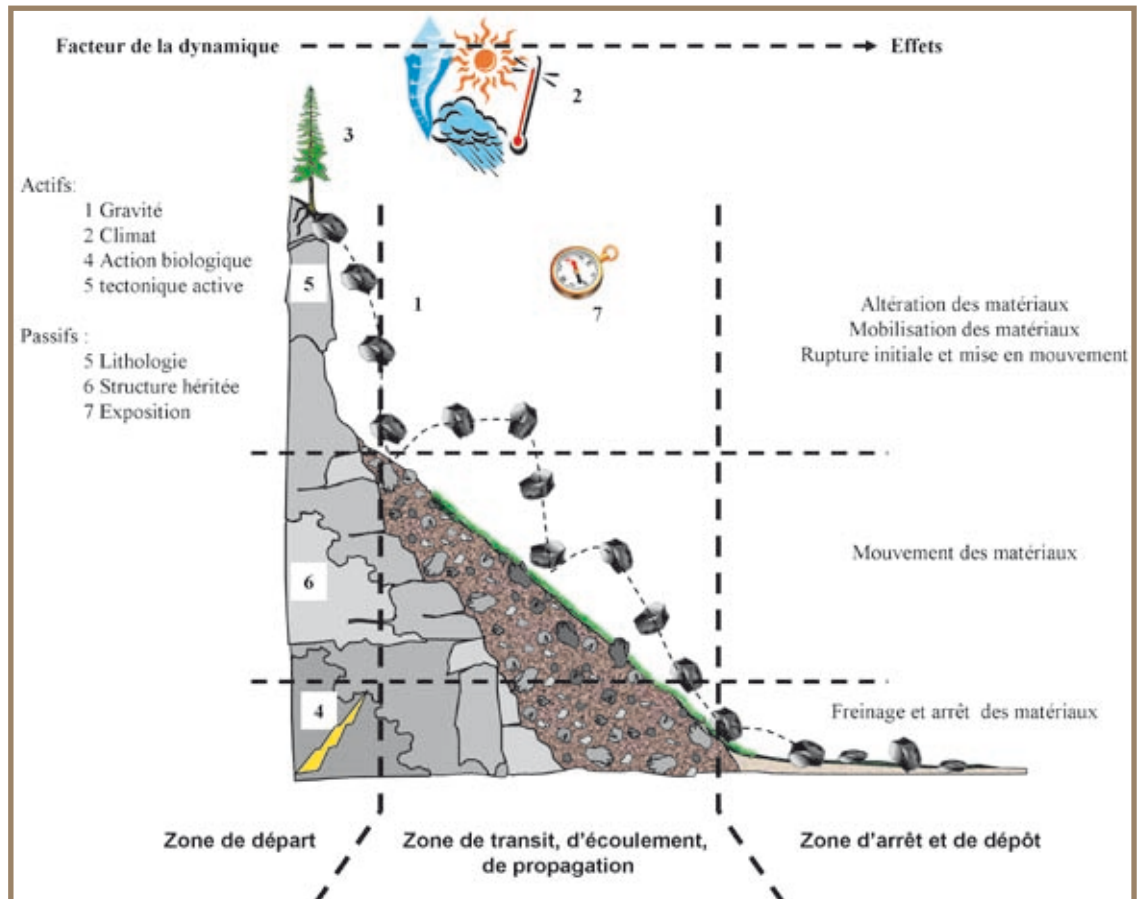 Facteur de la dynamique
Effets
2
3
Actifs:
1 Gravité
2 Climat
4 Action biologique
5 tectonique active
Passifs :
5 Lithologie
6 Structure héritée
7 Exposition
5
1
7
Altération des matériaux
Mobilisation des matériaux
Rupture initiale et mise en mouvement
6
Mouvement des matériaux
4
Freinage et arrêt des matériaux
Zone de départ
Zone de transit, d'écoulement,
de propagation
Zone d'arrêt et de dépôt